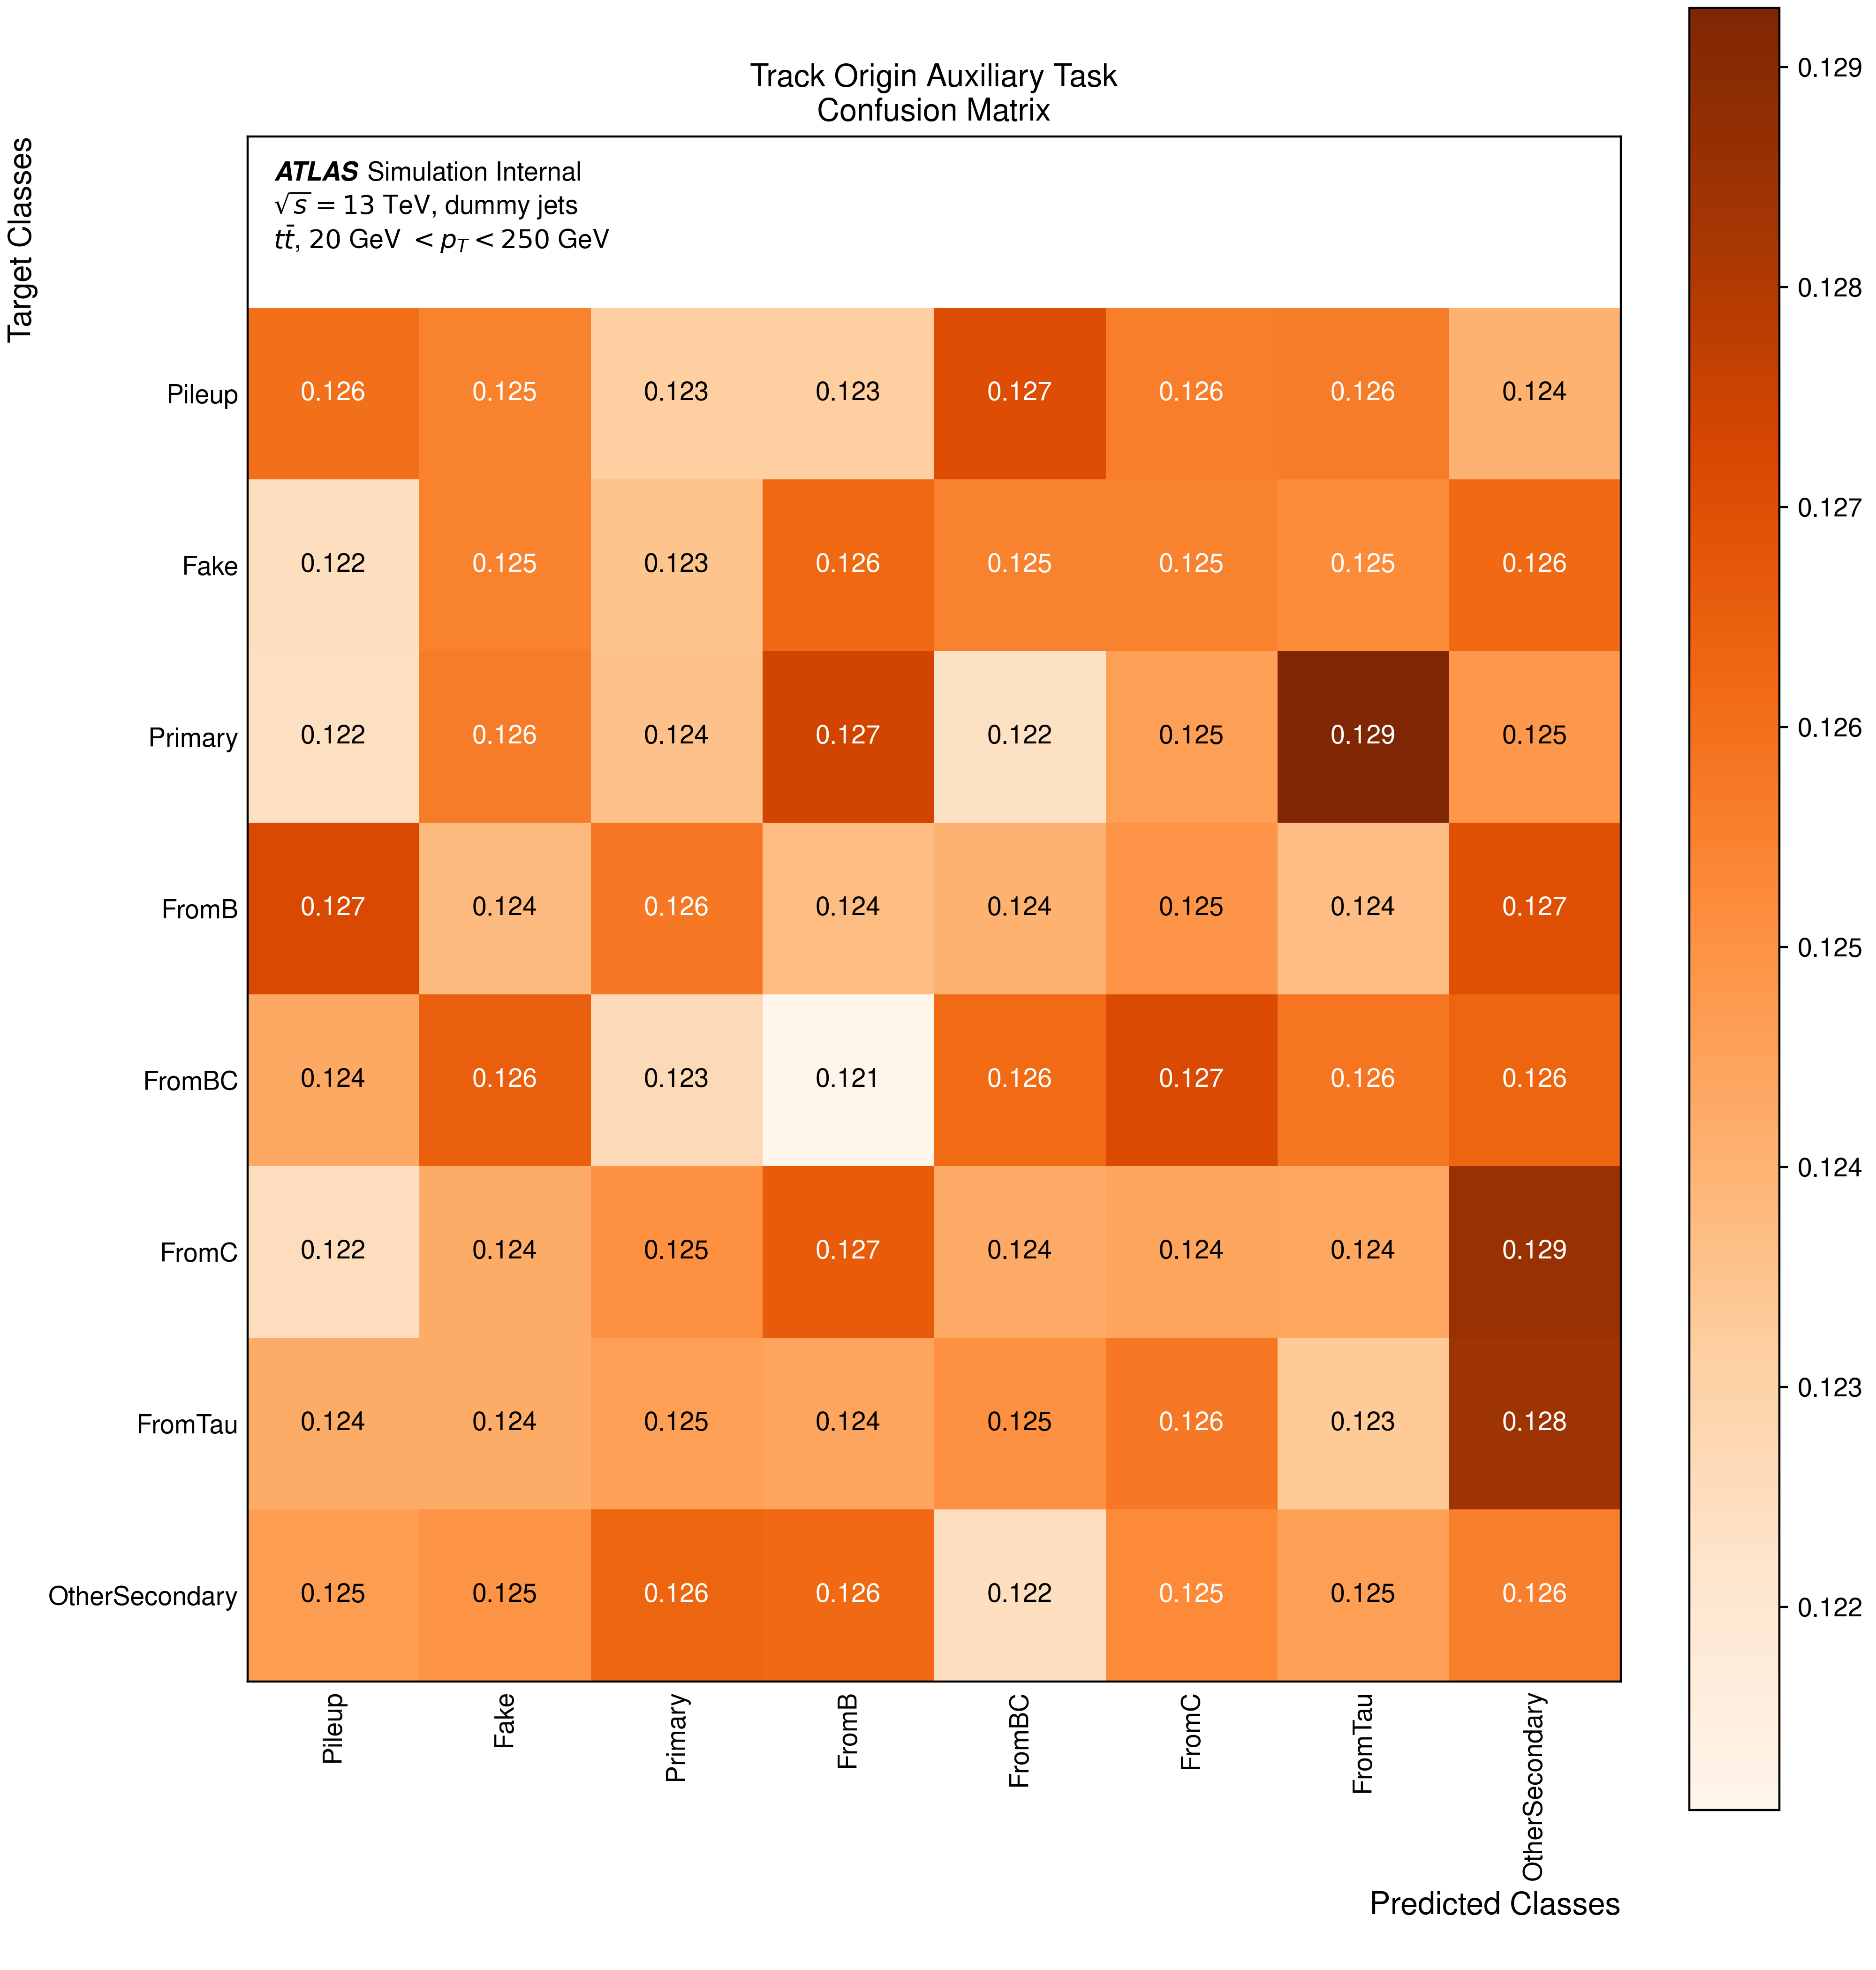 Track Origin Auxiliary Task
Confusion Matrix
Target Classes
ATLAS Simulation Internal
√s = 13 TeV, dummy jets
tt̄, 20 GeV < p_T < 250 GeV
Pileup 0.126 0.125 0.123 0.123 0.127 0.126 0.126 0.124
Fake 0.122 0.125 0.123 0.126 0.125 0.125 0.125 0.126
Primary 0.122 0.126 0.124 0.127 0.122 0.125 0.129 0.125
FromB 0.127 0.124 0.126 0.124 0.124 0.125 0.124 0.127
FromBC 0.124 0.126 0.123 0.121 0.126 0.127 0.126 0.126
FromC 0.122 0.124 0.125 0.127 0.124 0.124 0.124 0.129
FromTau 0.124 0.124 0.125 0.124 0.125 0.126 0.123 0.128
OtherSecondary 0.125 0.125 0.126 0.126 0.122 0.125 0.125 0.126
Pileup Fake Primary FromB FromBC FromC FromTau OtherSecondary
Predicted Classes
0.129
0.128
0.127
0.126
0.125
0.124
0.123
0.122